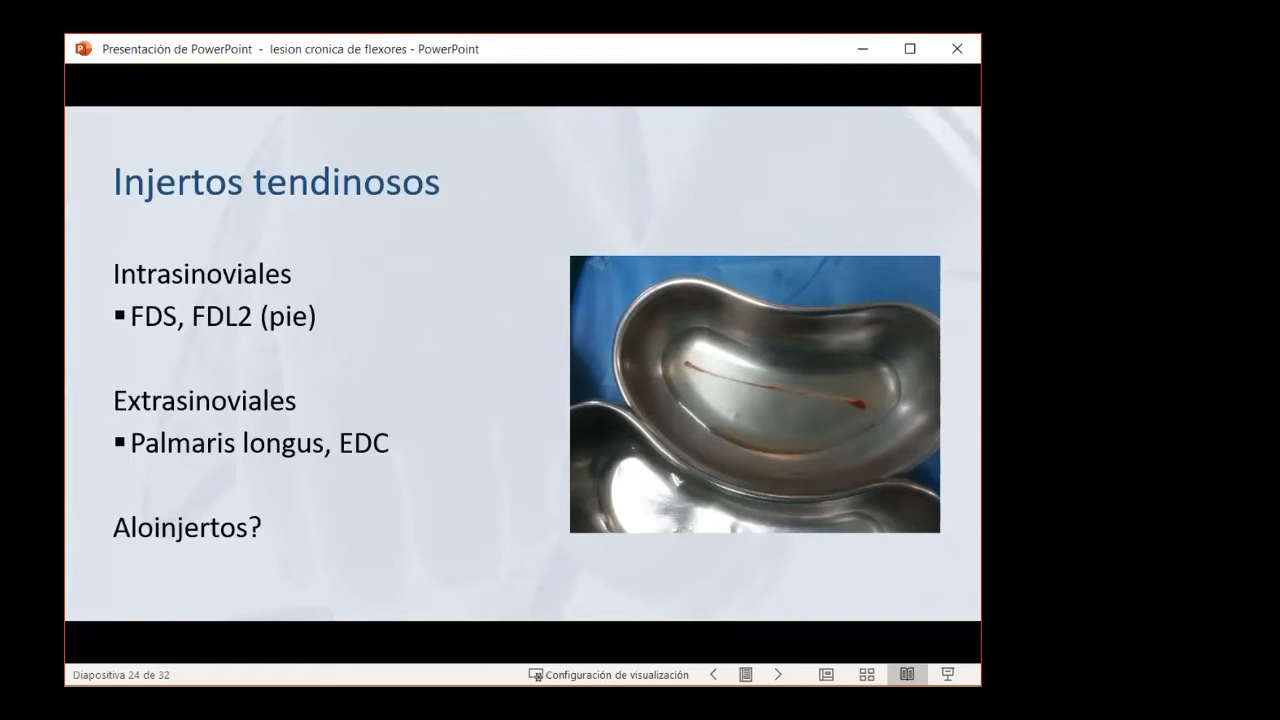 Presentación de PowerPoint - lesion cronica de flexores - PowerPoint
Injertos tendinosos
Intrasinoviales
▪ FDS, FDL2 (pie)
Extrasinoviales
▪ Palmaris longus, EDC
Aloinjertos?
Diapositiva 24 de 32
Configuración de visualización